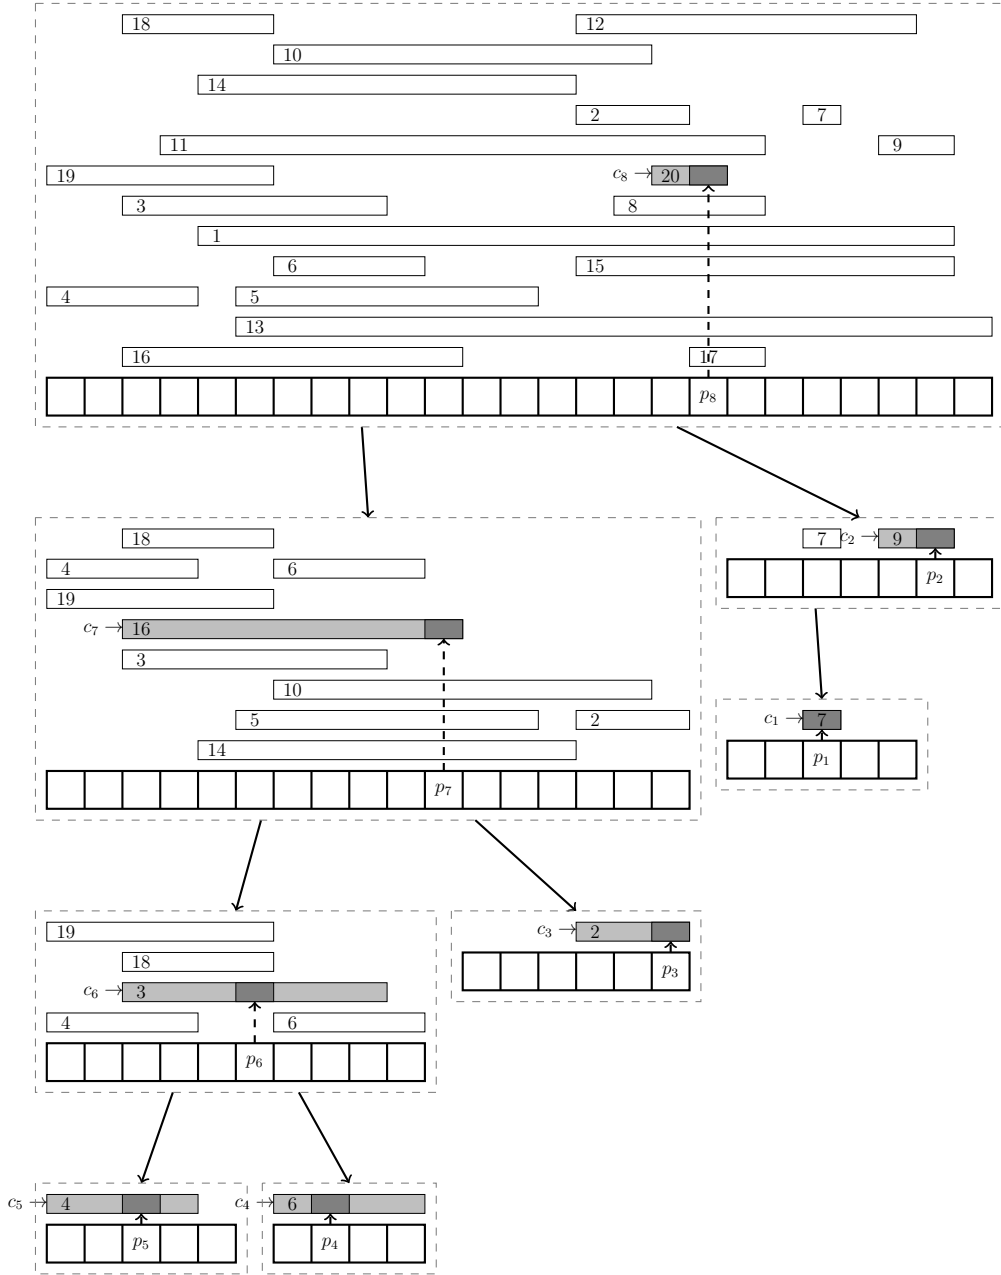 18 12
10
14
2 7
11 9
19 c8 → 20
3 8
1
6 15
4 5
13
16 17
p8
18 7 c2 → 9
4 6 p2
19
c7 → 16
3
10 c1 → 7
5 2
14 p1
p7
19 c3 → 2
18 p3
c6 → 3
4 6
p6
c5 → 4 c4 → 6
p5 p4